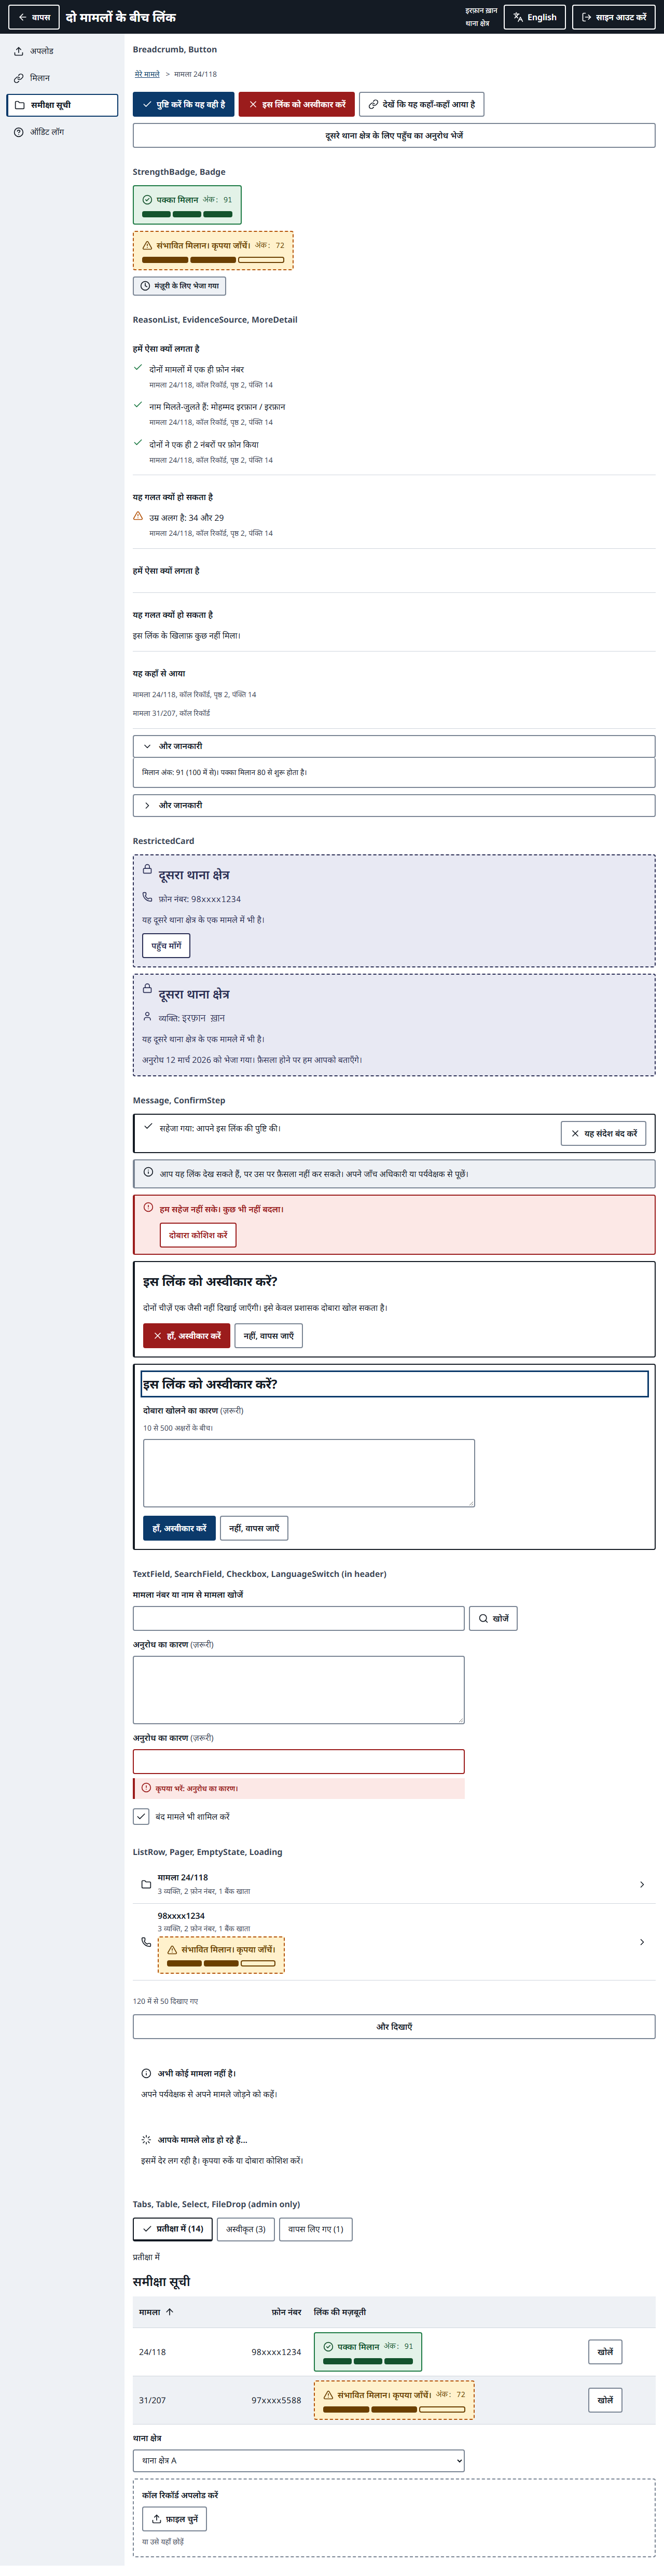 वापस
दो मामलों के बीच लिंक
इरफ़ान ख़ान
थाना क्षेत्र
English
साइन आउट करें
अपलोड
मिलान
समीक्षा सूची
ऑडिट लॉग
Breadcrumb, Button
मेरे मामले > मामला 24/118
पुष्टि करें कि यह वही है
इस लिंक को अस्वीकार करें
देखें कि यह कहाँ-कहाँ आया है
दूसरे थाना क्षेत्र के लिए पहुँच का अनुरोध भेजें
StrengthBadge, Badge
पक्का मिलान अंक: 91
संभावित मिलान। कृपया जाँचें। अंक: 72
मंज़ूरी के लिए भेजा गया
ReasonList, EvidenceSource, MoreDetail
हमें ऐसा क्यों लगता है
दोनों मामलों में एक ही फ़ोन नंबर
मामला 24/118, कॉल रिकॉर्ड, पृष्ठ 2, पंक्ति 14
नाम मिलते-जुलते हैं: मोहम्मद इरफ़ान / इरफ़ान
मामला 24/118, कॉल रिकॉर्ड, पृष्ठ 2, पंक्ति 14
दोनों ने एक ही 2 नंबरों पर फ़ोन किया
मामला 24/118, कॉल रिकॉर्ड, पृष्ठ 2, पंक्ति 14
यह गलत क्यों हो सकता है
उम्र अलग है: 34 और 29
मामला 24/118, कॉल रिकॉर्ड, पृष्ठ 2, पंक्ति 14
हमें ऐसा क्यों लगता है
यह गलत क्यों हो सकता है
इस लिंक के खिलाफ़ कुछ नहीं मिला।
यह कहाँ से आया
मामला 24/118, कॉल रिकॉर्ड, पृष्ठ 2, पंक्ति 14
मामला 31/207, कॉल रिकॉर्ड
और जानकारी
मिलान अंक: 91 (100 में से)। पक्का मिलान 80 से शुरू होता है।
और जानकारी
RestrictedCard
दूसरा थाना क्षेत्र
फ़ोन नंबर: 98xxxx1234
यह दूसरे थाना क्षेत्र के एक मामले में भी है।
पहुँच माँगें
दूसरा थाना क्षेत्र
व्यक्ति: इरफ़ान ख़ान
यह दूसरे थाना क्षेत्र के एक मामले में भी है।
अनुरोध 12 मार्च 2026 को भेजा गया। फ़ैसला होने पर हम आपको बताएँगे।
Message, ConfirmStep
सहेजा गया: आपने इस लिंक की पुष्टि की।
यह संदेश बंद करें
आप यह लिंक देख सकते हैं, पर उस पर फ़ैसला नहीं कर सकते। अपने जाँच अधिकारी या पर्यवेक्षक से पूछें।
हम सहेज नहीं सके। कुछ भी नहीं बदला।
दोबारा कोशिश करें
इस लिंक को अस्वीकार करें?
दोनों चीज़ें एक जैसी नहीं दिखाई जाएँगी। इसे केवल प्रशासक दोबारा खोल सकता है।
हाँ, अस्वीकार करें
नहीं, वापस जाएँ
इस लिंक को अस्वीकार करें?
दोबारा खोलने का कारण (ज़रूरी)
10 से 500 अक्षरों के बीच।
हाँ, अस्वीकार करें
नहीं, वापस जाएँ
TextField, SearchField, Checkbox, LanguageSwitch (in header)
मामला नंबर या नाम से मामला खोजें
खोजें
अनुरोध का कारण (ज़रूरी)
अनुरोध का कारण (ज़रूरी)
कृपया भरें: अनुरोध का कारण।
बंद मामले भी शामिल करें
ListRow, Pager, EmptyState, Loading
मामला 24/118
3 व्यक्ति, 2 फ़ोन नंबर, 1 बैंक खाता
98xxxx1234
3 व्यक्ति, 2 फ़ोन नंबर, 1 बैंक खाता
संभावित मिलान। कृपया जाँचें।
120 में से 50 दिखाए गए
और दिखाएँ
अभी कोई मामला नहीं है।
अपने पर्यवेक्षक से अपने मामले जोड़ने को कहें।
आपके मामले लोड हो रहे हैं...
इसमें देर लग रही है। कृपया रुकें या दोबारा कोशिश करें।
Tabs, Table, Select, FileDrop (admin only)
प्रतीक्षा में (14)
अस्वीकृत (3)
वापस लिए गए (1)
प्रतीक्षा में
समीक्षा सूची
मामला फ़ोन नंबर लिंक की मज़बूती
24/118 98xxxx1234 पक्का मिलान अंक: 91 खोलें
31/207 97xxxx5588 संभावित मिलान। कृपया जाँचें। अंक: 72 खोलें
थाना क्षेत्र
थाना क्षेत्र A
कॉल रिकॉर्ड अपलोड करें
फ़ाइल चुनें
या उसे यहाँ छोड़ें